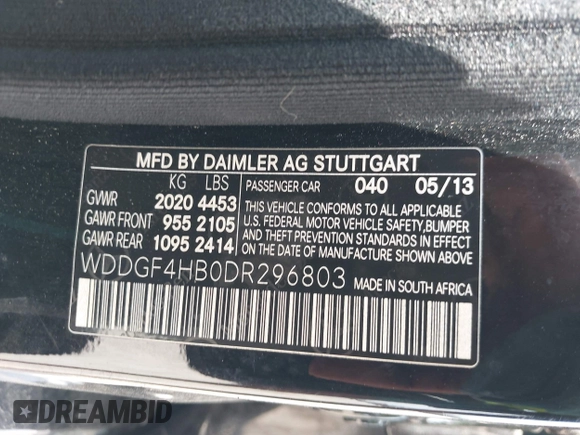 MFD BY DAIMLER AG STUTTGART
KG LBS
GVWR 2020 4453
GAWR FRONT 955 2105
GAWR REAR 1095 2414
PASSENGER CAR 040 05/13
THIS VEHICLE CONFORMS TO ALL APPLICABLE
U.S. FEDERAL MOTOR VEHICLE SAFETY, BUMPER
AND THEFT PREVENTION STANDARDS IN EFFECT
ON THE DATE OF MANUFACTURE SHOWN ABOVE.
WDDGF4HB0DR296803 MADE IN SOUTH AFRICA
DREAMBID